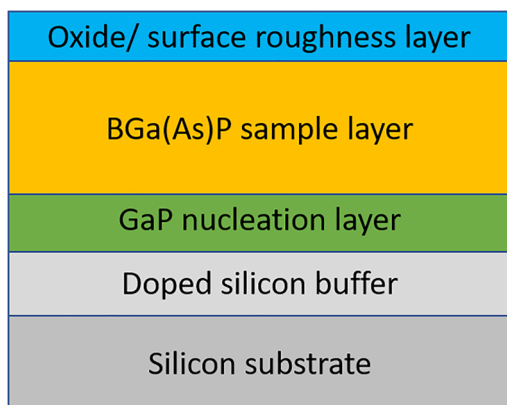 Oxide/ surface roughness layer
BGa(As)P sample layer
GaP nucleation layer
Doped silicon buffer
Silicon substrate